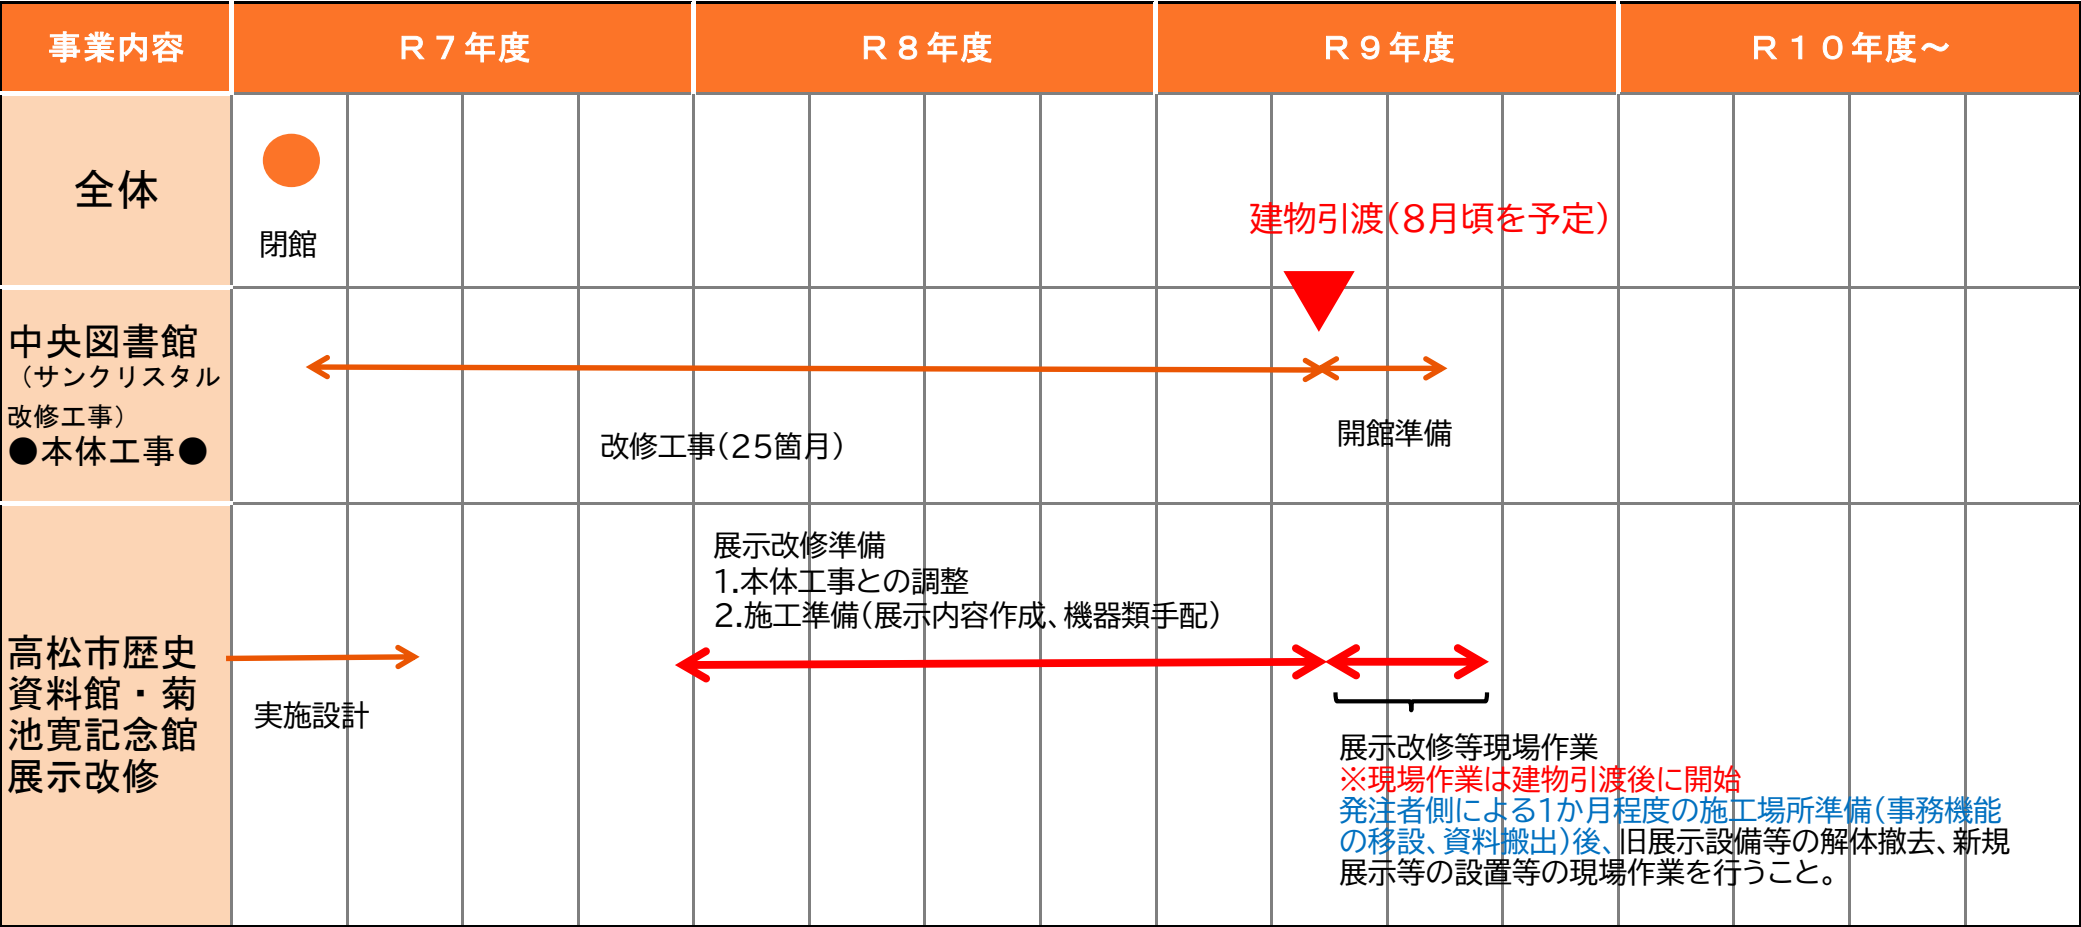 事業内容
R７年度
R８年度
R９年度
R１０年度～
全体
閉館
建物引渡（8月頃を予定）
中央図書館
（サンクリスタル
改修工事）
●本体工事●
改修工事（25箇月）
開館準備
高松市歴史
資料館・菊
池寛記念館
展示改修
実施設計
展示改修準備
1.本体工事との調整
2.施工準備（展示内容作成、機器類手配）
展示改修等現場作業
※現場作業は建物引渡後に開始
発注者側による1か月程度の施工場所準備（事務機能
の移設、資料搬出）後、旧展示設備等の解体撤去、新規
展示等の設置等の現場作業を行うこと。